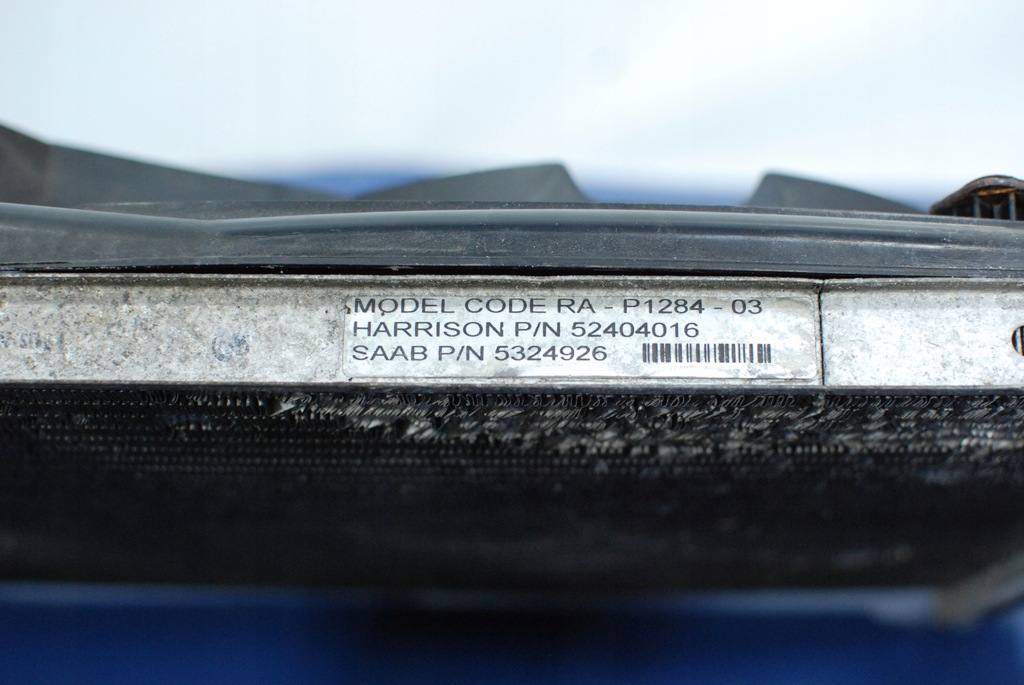 MODEL CODE RA - P1284 - 03
HARRISON P/N 52404016
SAAB P/N 5324926